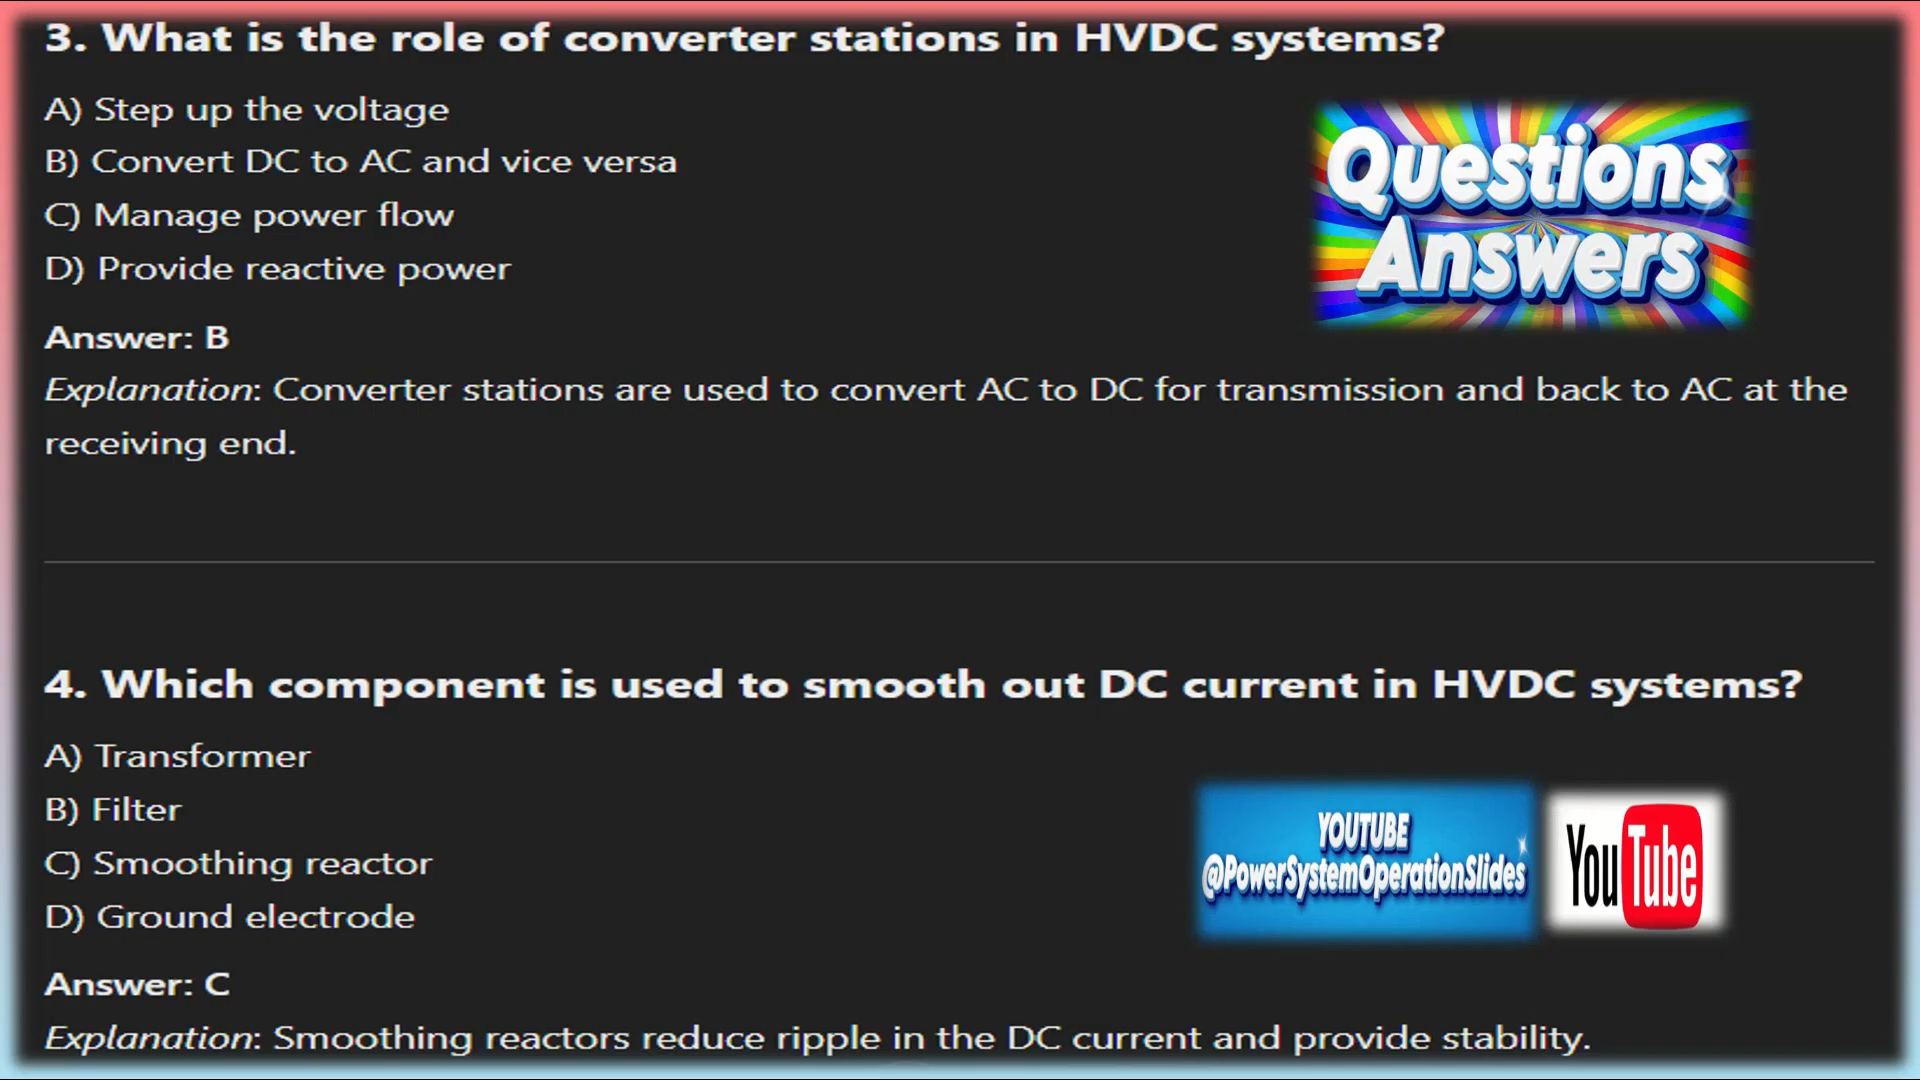 3. What is the role of converter stations in HVDC systems?
A) Step up the voltage
B) Convert DC to AC and vice versa
C) Manage power flow
D) Provide reactive power
Questions
Answers
Answer: B
Explanation: Converter stations are used to convert AC to DC for transmission and back to AC at the
receiving end.
4. Which component is used to smooth out DC current in HVDC systems?
A) Transformer
B) Filter
C) Smoothing reactor
D) Ground electrode
YOUTUBE
@PowerSystemOperationSlides
YouTube
Answer: C
Explanation: Smoothing reactors reduce ripple in the DC current and provide stability.